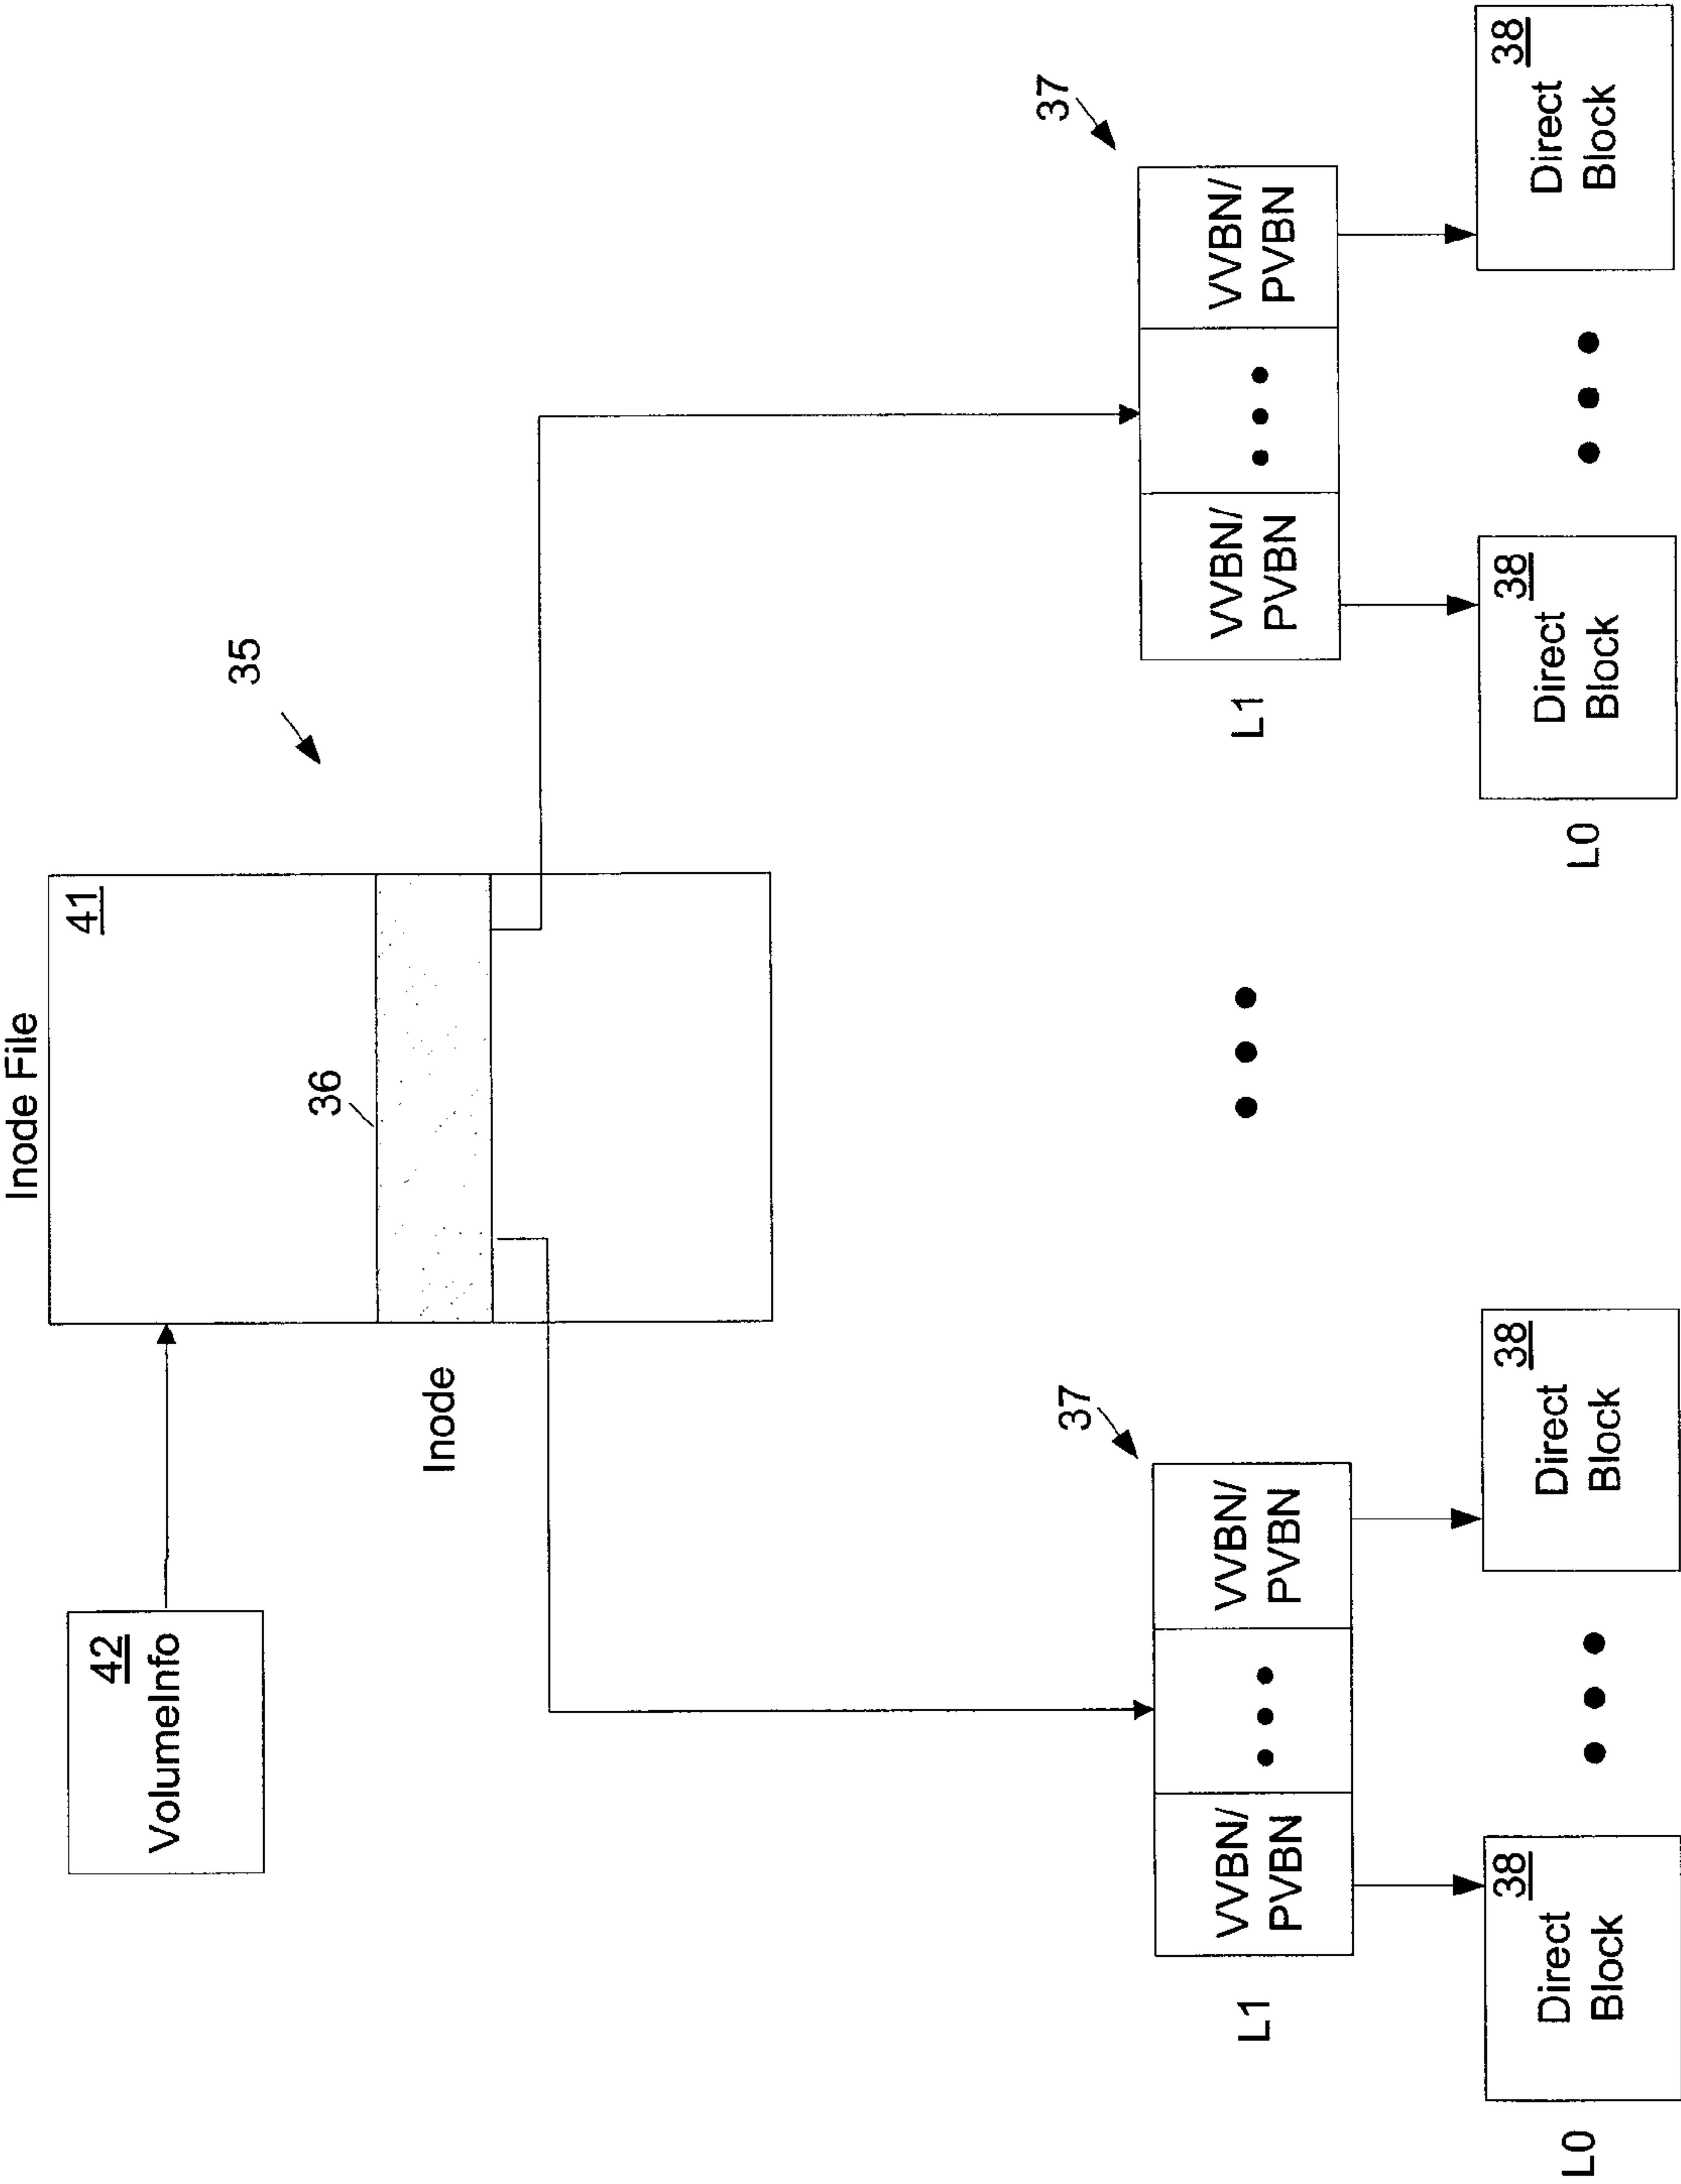 Inode File
42
VolumeInfo
41
35
36
Inode
37
37
L1
VVBN/
PVBN
VVBN/
PVBN
L1
VVBN/
PVBN
VVBN/
PVBN
L0
38
Direct
Block
38
Direct
Block
L0
38
Direct
Block
38
Direct
Block